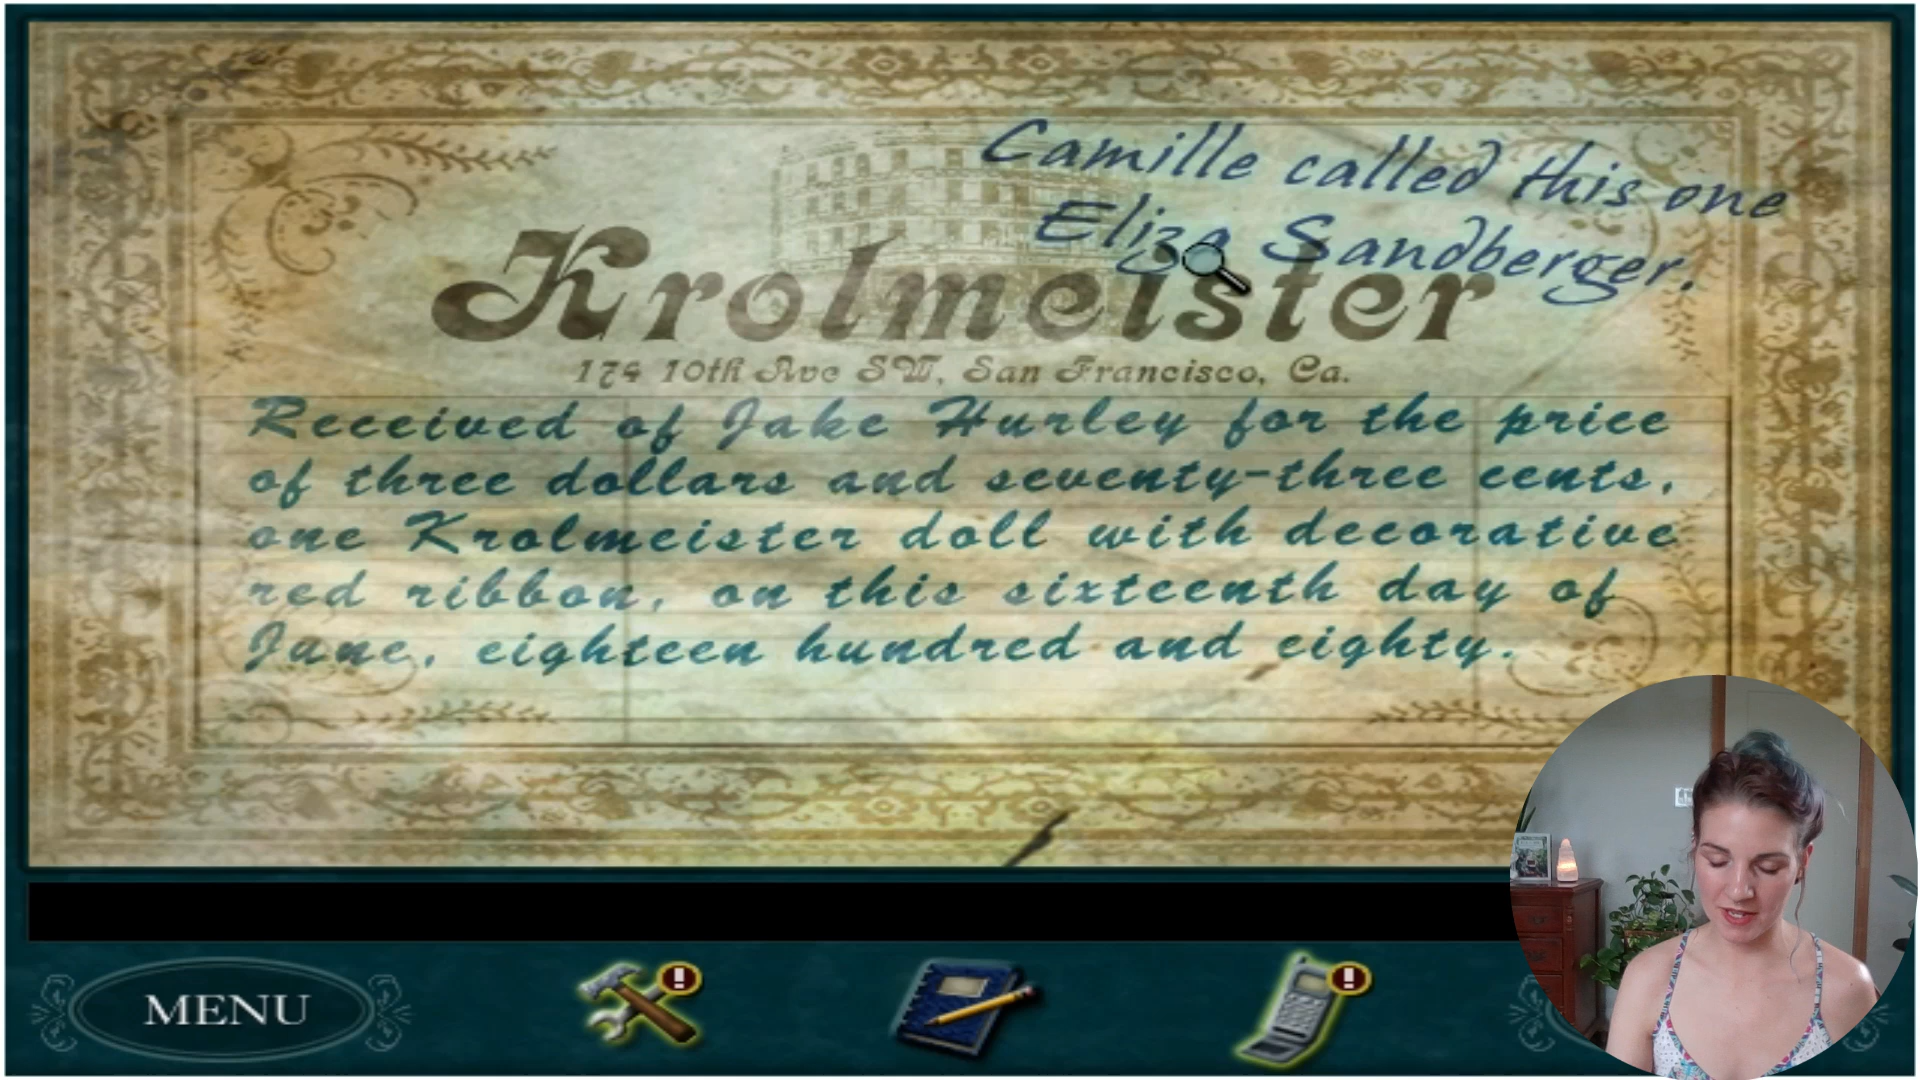 Camille called this one
Eliza Sandberger.
Krolmeister
174 10th Ave SW, San Francisco, Ca.
Received of Jake Hurley for the price
of three dollars and seventy-three cents,
one Krolmeister doll with decorative
red ribbon, on this sixteenth day of
June, eighteen hundred and eighty.
MENU